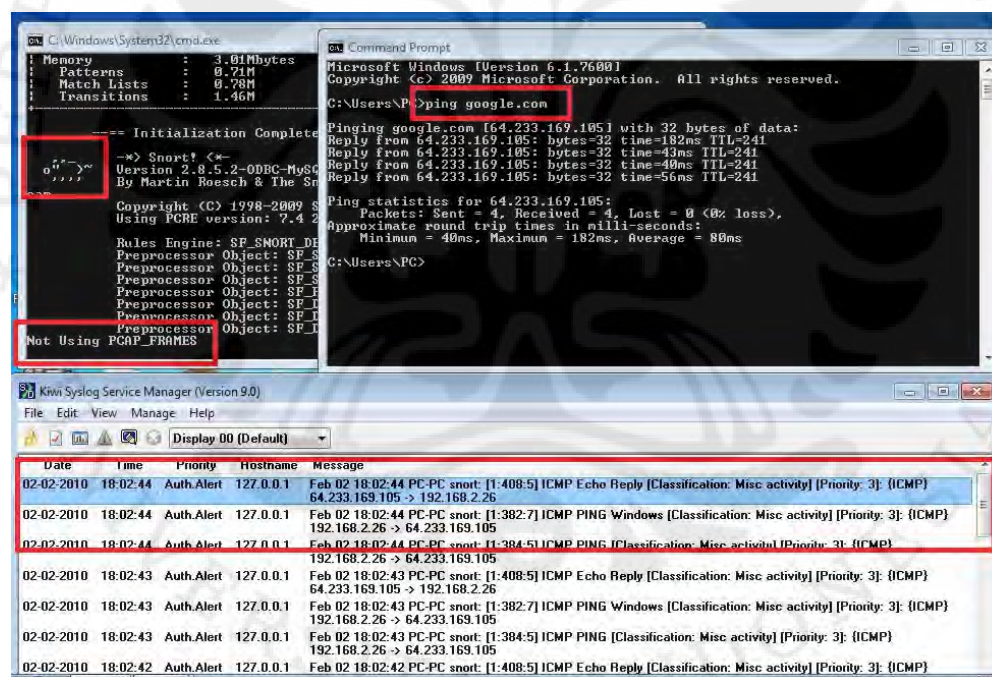 C:\Windows\System32\cmd.exe
Memory : 3.01Mbytes
Patterns : 0.71M
Match Lists : 0.78M
Transitions : 1.46M
--== Initialization Complete
-*> Snort! <*-
o"  )~
Version 2.8.5.2-ODBC-MySQ
By Martin Roesch & The Sn
Copyright (C) 1998-2009 S
Using PCRE version: 7.4 2
Rules Engine: SF_SNORT_DE
Preprocessor Object: SF_S
Preprocessor Object: SF_S
Preprocessor Object: SF_S
Preprocessor Object: SF_F
Preprocessor Object: SF_D
Preprocessor Object: SF_D
Preprocessor Object: SF_D
Not Using PCAP_FRAMES
Command Prompt
Microsoft Windows [Version 6.1.7600]
Copyright (c) 2009 Microsoft Corporation. All rights reserved.
C:\Users\PC>ping google.com
Pinging google.com [64.233.169.105] with 32 bytes of data:
Reply from 64.233.169.105: bytes=32 time=182ms TTL=241
Reply from 64.233.169.105: bytes=32 time=43ms TTL=241
Reply from 64.233.169.105: bytes=32 time=40ms TTL=241
Reply from 64.233.169.105: bytes=32 time=56ms TTL=241
Ping statistics for 64.233.169.105:
Packets: Sent = 4, Received = 4, Lost = 0 (0% loss),
Approximate round trip times in milli-seconds:
Minimum = 40ms, Maximum = 182ms, Average = 80ms
C:\Users\PC>
Kiwi Syslog Service Manager (Version 9.0)
File Edit View Manage Help
Display 00 (Default)
Date Time Priority Hostname Message
02-02-2010 18:02:44 Auth.Alert 127.0.0.1 Feb 02 18:02:44 PC-PC snort: [1:408:5] ICMP Echo Reply [Classification: Misc activity] [Priority: 3]: {ICMP}
64.233.169.105 -> 192.168.2.26
02-02-2010 18:02:44 Auth.Alert 127.0.0.1 Feb 02 18:02:44 PC-PC snort: [1:382:7] ICMP PING Windows [Classification: Misc activity] [Priority: 3]: {ICMP}
192.168.2.26 -> 64.233.169.105
02-02-2010 18:02:44 Auth.Alert 127.0.0.1 Feb 02 18:02:44 PC-PC snort: [1:384:5] ICMP PING [Classification: Misc activity] [Priority: 3]: {ICMP}
192.168.2.26 -> 64.233.169.105
02-02-2010 18:02:43 Auth.Alert 127.0.0.1 Feb 02 18:02:43 PC-PC snort: [1:408:5] ICMP Echo Reply [Classification: Misc activity] [Priority: 3]: {ICMP}
64.233.169.105 -> 192.168.2.26
02-02-2010 18:02:43 Auth.Alert 127.0.0.1 Feb 02 18:02:43 PC-PC snort: [1:382:7] ICMP PING Windows [Classification: Misc activity] [Priority: 3]: {ICMP}
192.168.2.26 -> 64.233.169.105
02-02-2010 18:02:43 Auth.Alert 127.0.0.1 Feb 02 18:02:43 PC-PC snort: [1:384:5] ICMP PING [Classification: Misc activity] [Priority: 3]: {ICMP}
192.168.2.26 -> 64.233.169.105
02-02-2010 18:02:42 Auth.Alert 127.0.0.1 Feb 02 18:02:42 PC-PC snort: [1:408:5] ICMP Echo Reply [Classification: Misc activity] [Priority: 3]: {ICMP}